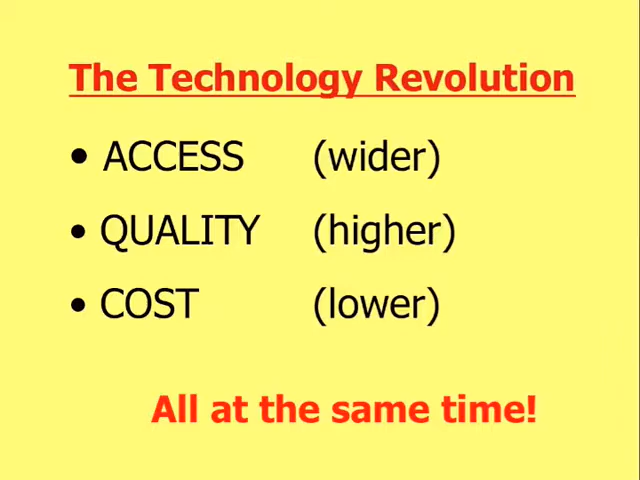 The Technology Revolution
• ACCESS (wider)
• QUALITY (higher)
• COST (lower)
All at the same time!